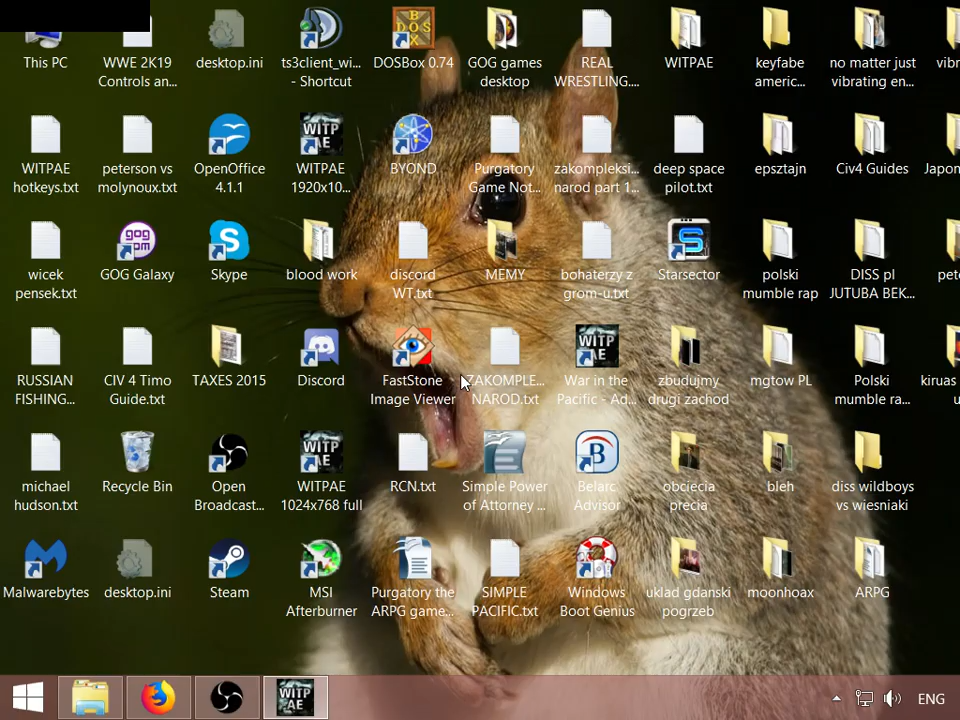 This PC
WWE 2K19
Controls an...
desktop.ini
ts3client_wi...
- Shortcut
DOSBox 0.74
GOG games
desktop
REAL
WRESTLING....
WITPAE
keyfabe
americ...
no matter just
vibrating en...
vibr
WITPAE
hotkeys.txt
peterson vs
molynoux.txt
OpenOffice
4.1.1
WITPAE
1920x10...
BYOND
Purgatory
Game Not...
zakompleksi...
narod part 1...
deep space
pilot.txt
epsztajn
Civ4 Guides
Japon
wicek
pensek.txt
GOG Galaxy
Skype
blood work
discord
WT.txt
MEMY
bohaterzy z
grom-u.txt
Starsector
polski
mumble rap
DISS pl
JUTUBA BEK...
pete
RUSSIAN
FISHING...
CIV 4 Timo
Guide.txt
TAXES 2015
Discord
FastStone
Image Viewer
ZAKOMPLE...
NAROD.txt
War in the
Pacific - Ad...
zbudujmy
drugi zachod
mgtow PL
Polski
mumble ra...
kiruas
u
michael
hudson.txt
Recycle Bin
Open
Broadcast...
WITPAE
1024x768 full
RCN.txt
Simple Power
of Attorney ...
Belarc
Advisor
obciecia
precia
bleh
diss wildboys
vs wiesniaki
Malwarebytes
desktop.ini
Steam
MSI
Afterburner
Purgatory the
ARPG game...
SIMPLE
PACIFIC.txt
Windows
Boot Genius
uklad gdanski
pogrzeb
moonhoax
ARPG
WITP
AE
ENG